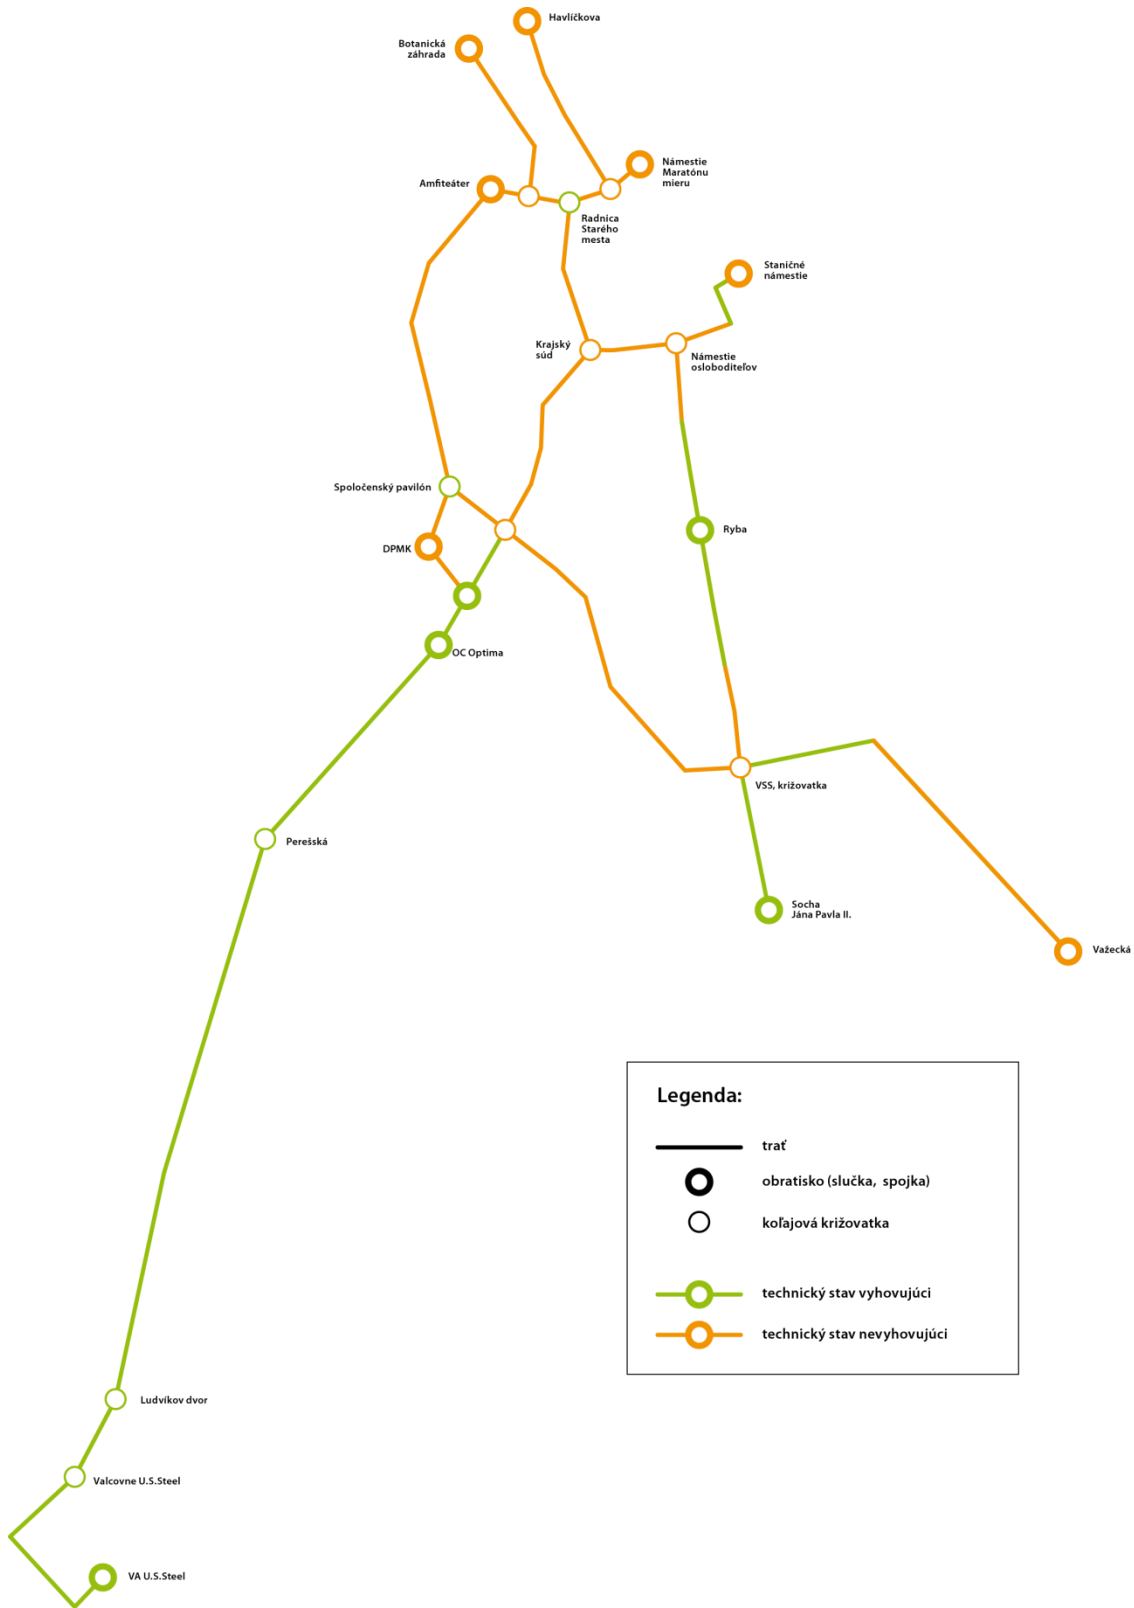 Havlíčkova
Botanická
záhrada
Námestie
Maratónu
mieru
Amfiteáter
Radnica
Starého
mesta
Staničné
námestie
Krajský
súd
Námestie
osloboditeľov
Spoločenský pavilón
Ryba
DPMK
OC Optima
VSS, križovatka
Perešská
Socha
Jána Pavla II.
Važecká
Legenda:
trať
obratisko (slučka, spojka)
koľajová križovatka
technický stav vyhovujúci
technický stav nevyhovujúci
Ludvíkov dvor
Valcovne U.S.Steel
VA U.S.Steel